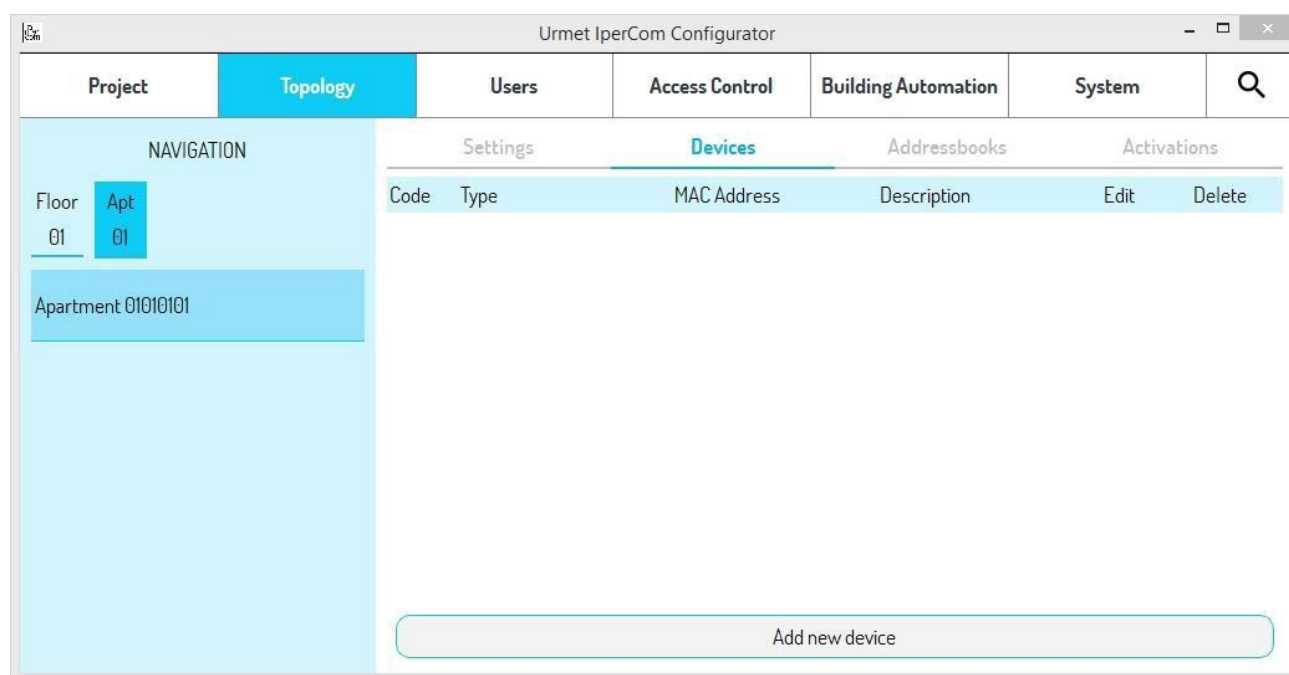 Urmet IperCom Configurator
Project Topology Users Access Control Building Automation System
NAVIGATION
Settings Devices Addressbooks Activations
Floor Apt
01 01
Code Type MAC Address Description Edit Delete
Apartment 01010101
Add new device